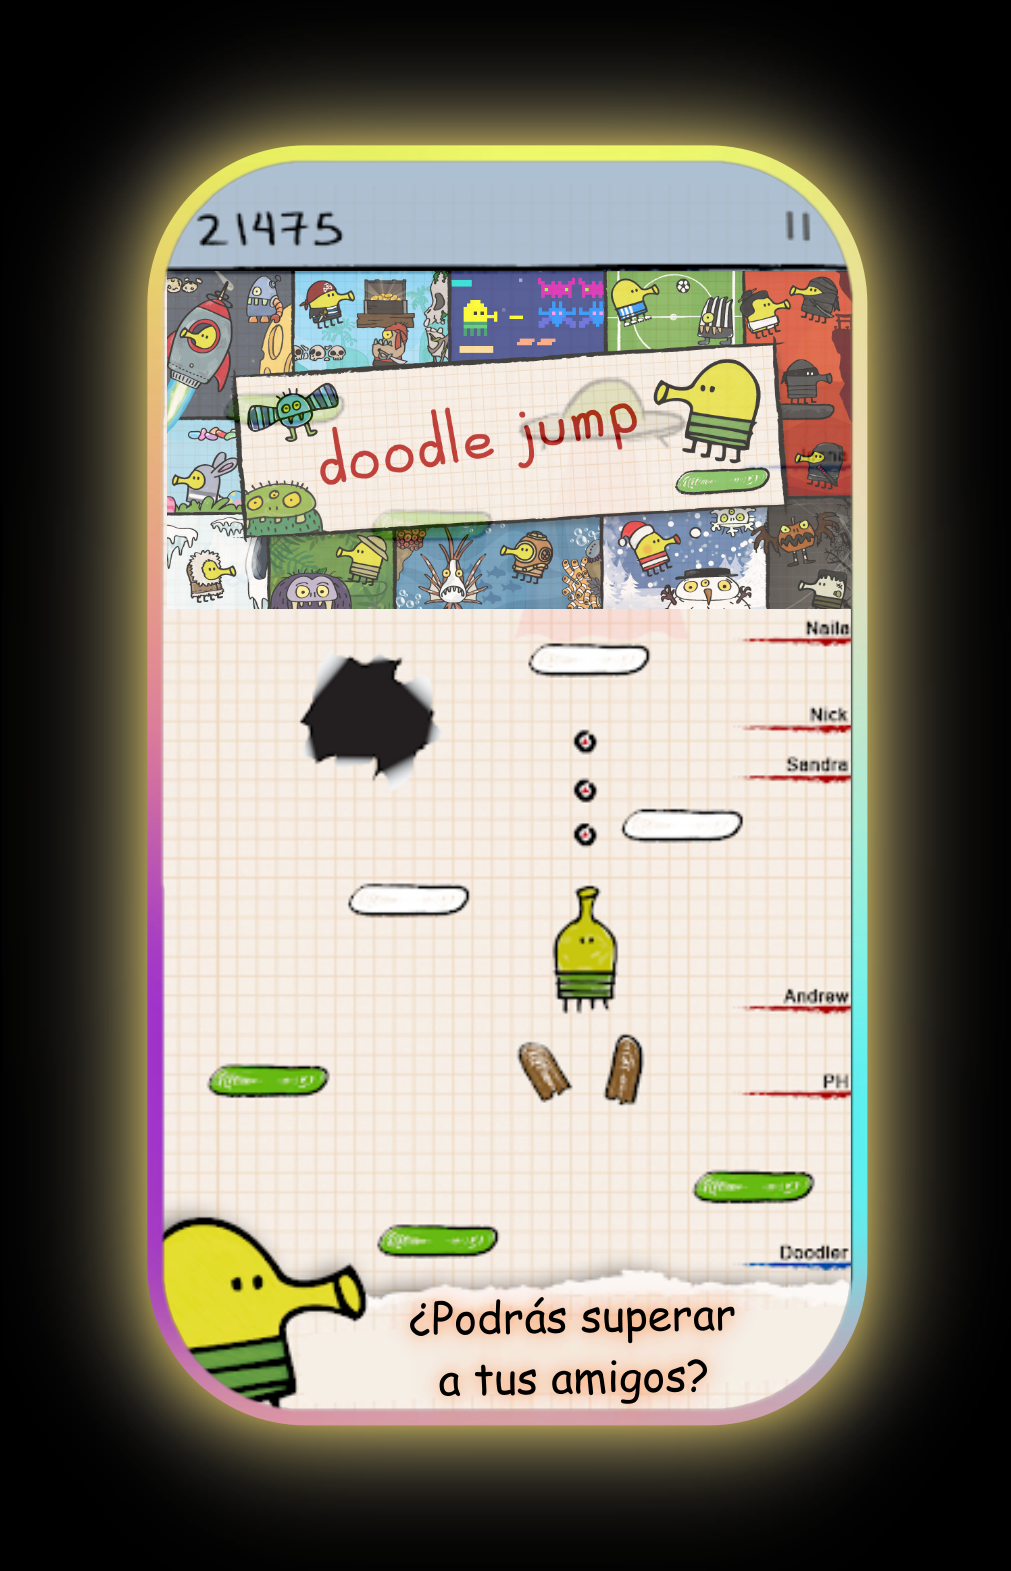 21475
doodle jump
Naila
Nick
Sandra
Andrew
PH
Doodler
¿Podrás superar
a tus amigos?